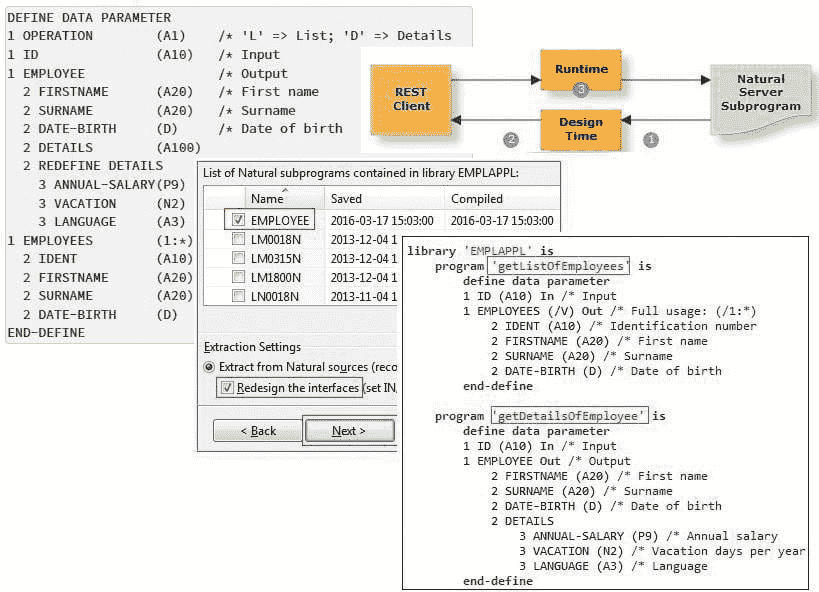 DEFINE DATA PARAMETER
1 OPERATION (A1) /* 'L' => List; 'D' => Details
1 ID (A10) /* Input
1 EMPLOYEE /* Output
2 FIRSTNAME (A20) /* First name
2 SURNAME (A20) /* Surname
2 DATE-BIRTH (D) /* Date of birth
2 DETAILS (A100)
2 REDEFINE DETAILS
3 ANNUAL-SALARY(P9)
3 VACATION (N2)
3 LANGUAGE (A3)
1 EMPLOYEES (1:*)
2 IDENT (A10)
2 FIRSTNAME (A20)
2 SURNAME (A20)
2 DATE-BIRTH (D)
END-DEFINE
REST
Client
Runtime
3
Design
Time
2
1
Natural
Server
Subprogram
List of Natural subprograms contained in library EMPLAPPL:
Name Saved Compiled
EMPLOYEE 2016-03-17 15:03:00 2016-03-17 15:03:00
LM0018N 2013-12-04 1
LM0315N 2013-12-04 1
LM1800N 2013-12-04 1
LN0018N 2013-11-04 1
Extraction Settings
Extract from Natural sources (reco
Redesign the interfaces (set IN,
< Back Next >
library 'EMPLAPPL' is
program 'getListOfEmployees' is
define data parameter
1 ID (A10) In /* Input
1 EMPLOYEES (/V) Out /* Full usage: (/1:*)
2 IDENT (A10) /* Identification number
2 FIRSTNAME (A20) /* First name
2 SURNAME (A20) /* Surname
2 DATE-BIRTH (D) /* Date of birth
end-define
program 'getDetailsOfEmployee' is
define data parameter
1 ID (A10) In /* Input
1 EMPLOYEE Out /* Output
2 FIRSTNAME (A20) /* First name
2 SURNAME (A20) /* Surname
2 DATE-BIRTH (D) /* Date of birth
2 DETAILS
3 ANNUAL-SALARY (P9) /* Annual salary
3 VACATION (N2) /* Vacation days per year
3 LANGUAGE (A3) /* Language
end-define